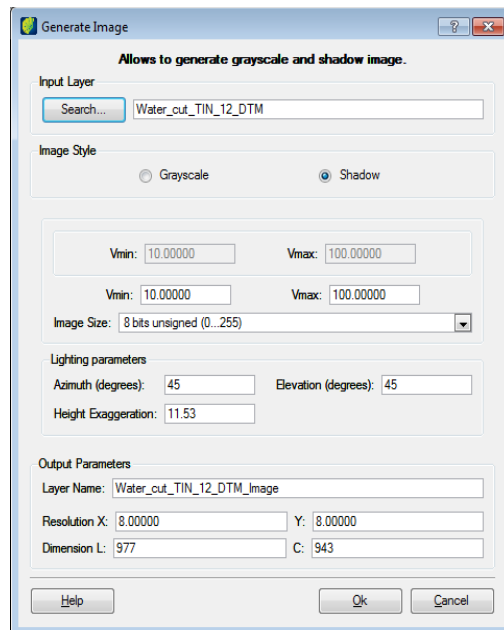 Generate Image
Allows to generate grayscale and shadow image.
Input Layer
Search... Water_cut_TIN_12_DTM
Image Style
Grayscale Shadow
Vmin: 10.00000 Vmax: 100.00000
Vmin: 10.00000 Vmax: 100.00000
Image Size: 8 bits unsigned (0...255)
Lighting parameters
Azimuth (degrees): 45 Elevation (degrees): 45
Height Exaggeration: 11.53
Output Parameters
Layer Name: Water_cut_TIN_12_DTM_Image
Resolution X: 8.00000 Y: 8.00000
Dimension L: 977 C: 943
Help Ok Cancel